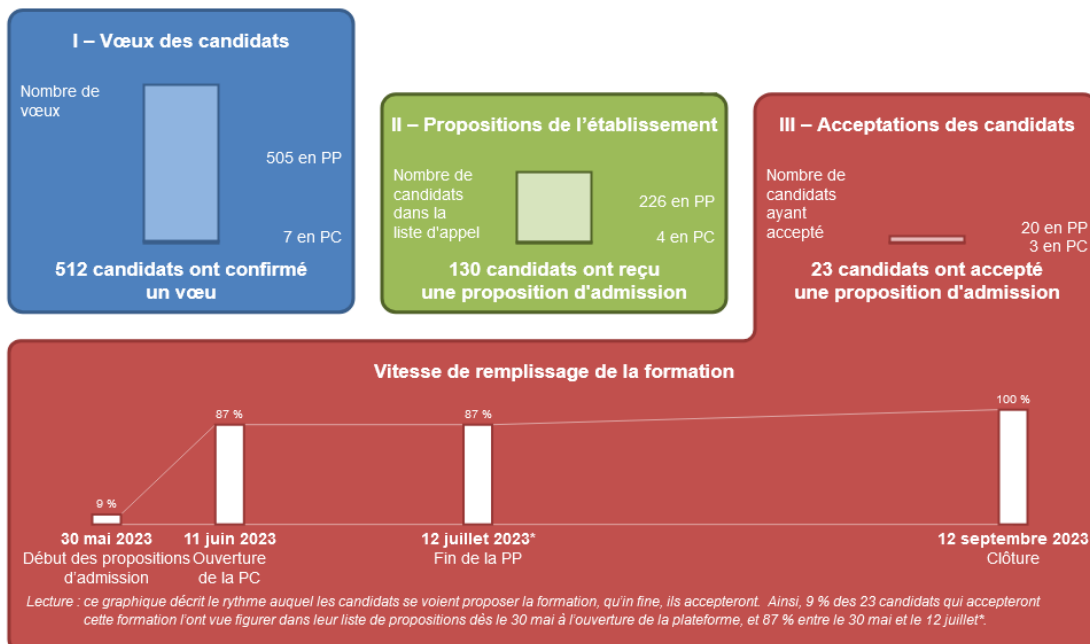 I – Vœux des candidats
Nombre de
vœux
505 en PP
7 en PC
512 candidats ont confirmé
un vœu
II – Propositions de l'établissement
Nombre de
candidats
dans la
liste d'appel
226 en PP
4 en PC
130 candidats ont reçu
une proposition d'admission
III – Acceptations des candidats
Nombre de
candidats
ayant
accepté
20 en PP
3 en PC
23 candidats ont accepté
une proposition d'admission
Vitesse de remplissage de la formation
9 %
87 %
87 %
100 %
30 mai 2023
Début des propositions
d'admission
11 juin 2023
Ouverture
de la PC
12 juillet 2023*
Fin de la PP
12 septembre 2023
Clôture
Lecture : ce graphique décrit le rythme auquel les candidats se voient proposer la formation, qu'in fine, ils accepteront. Ainsi, 9 % des 23 candidats qui accepteront
cette formation l'ont vue figurer dans leur liste de propositions dès le 30 mai à l'ouverture de la plateforme, et 87 % entre le 30 mai et le 12 juillet*.